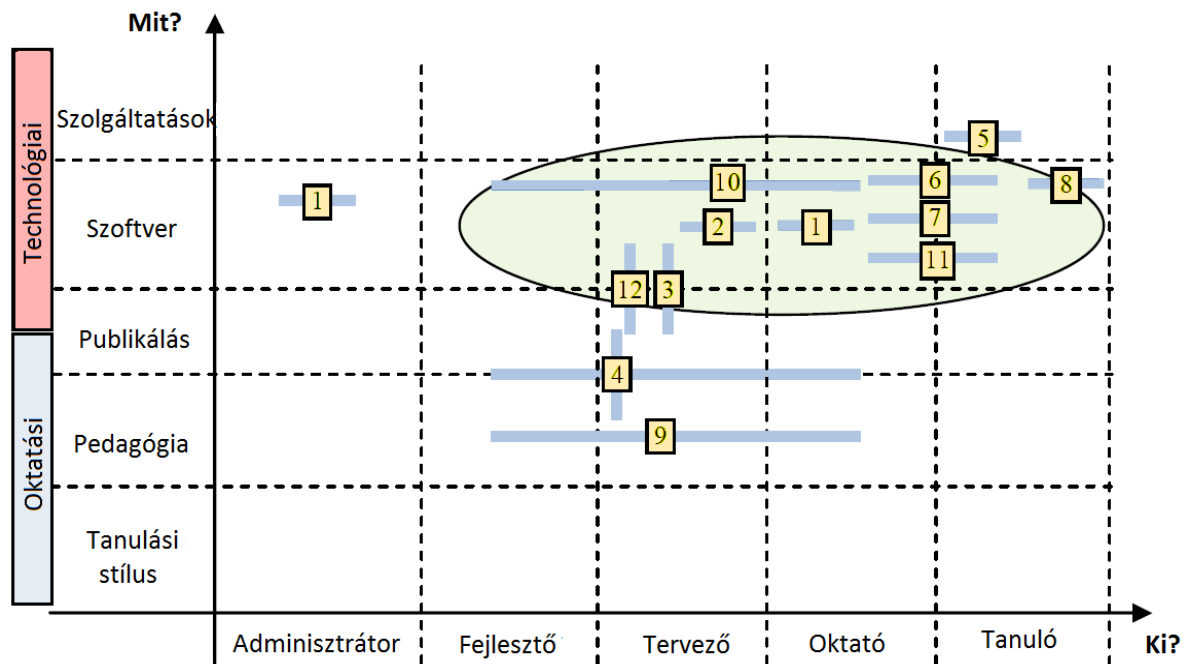 Mit?
Technológiai
Oktatási
Szolgáltatások
Szoftver
Publikálás
Pedagógia
Tanulási
stílus
5
1
10
6
8
2
1
7
11
12
3
4
9
Adminisztrátor
Fejlesztő
Tervező
Oktató
Tanuló
Ki?